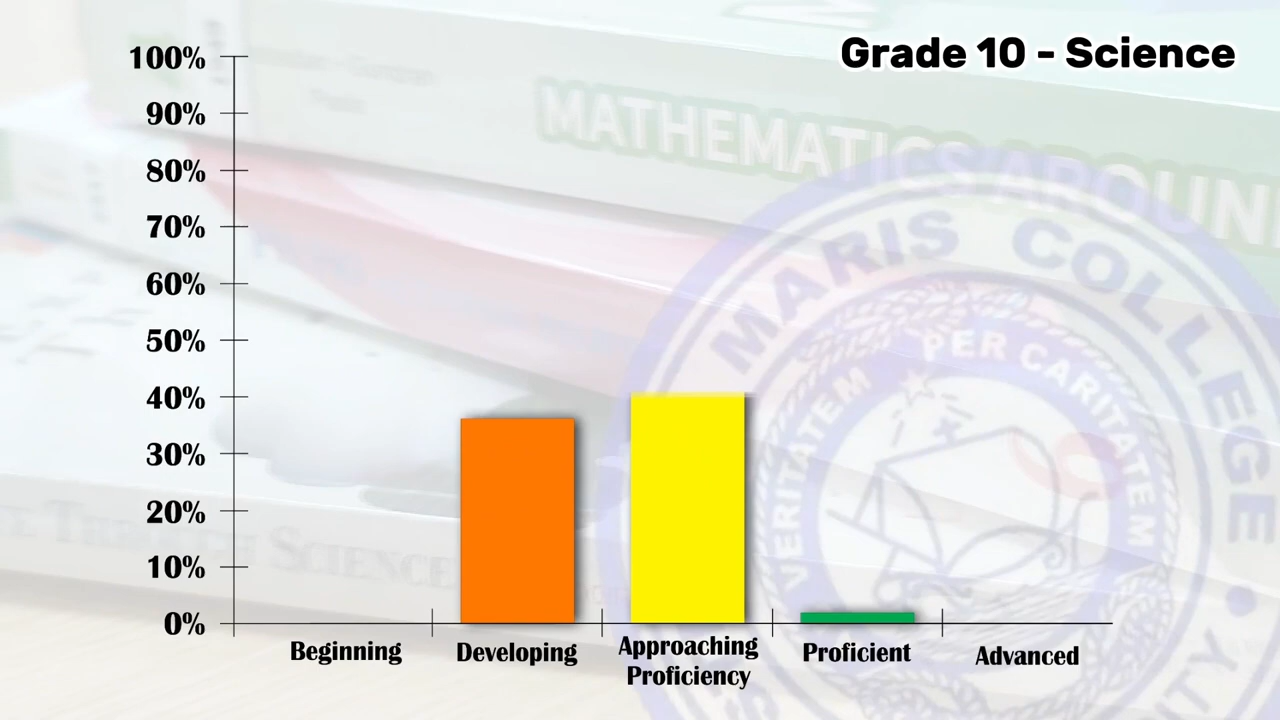 Grade 10 - Science
100%
90%
80%
70%
60%
50%
40%
30%
20%
10%
0%
Beginning
Developing
Approaching
Proficiency
Proficient
Advanced
MATHEMATICS AROUN
MARIS COLLEGE
PER CARITATEM
VERITATEM
SCIENCE